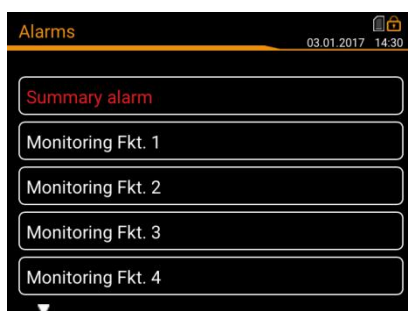 Alarms
03.01.2017 14:30
Summary alarm
Monitoring Fkt. 1
Monitoring Fkt. 2
Monitoring Fkt. 3
Monitoring Fkt. 4